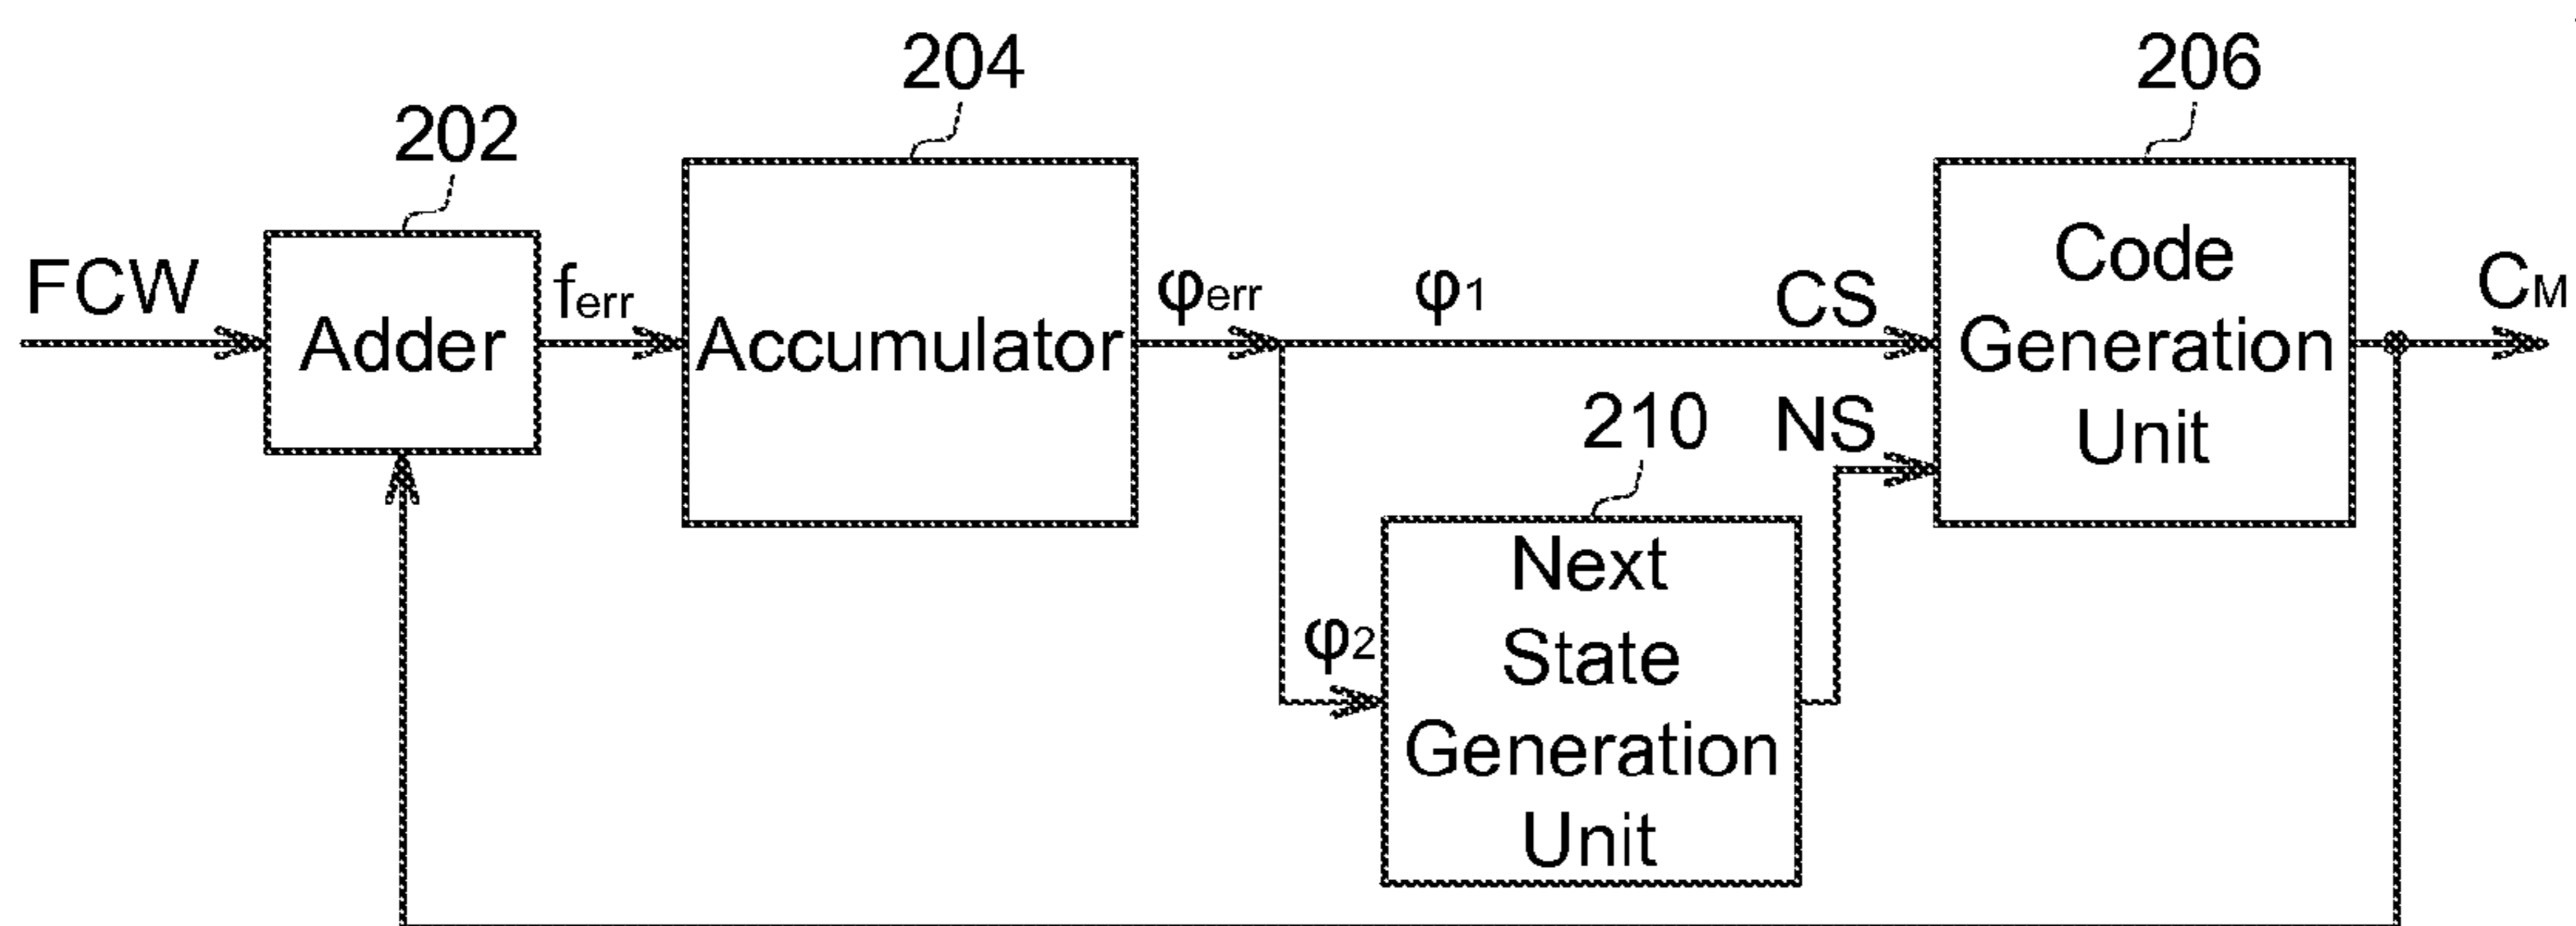 204
206
202
FCW
Adder
ferr
Accumulator
φerr
φ1
CS
NS
Code
Generation
Unit
CM
210
φ2
Next
State
Generation
Unit